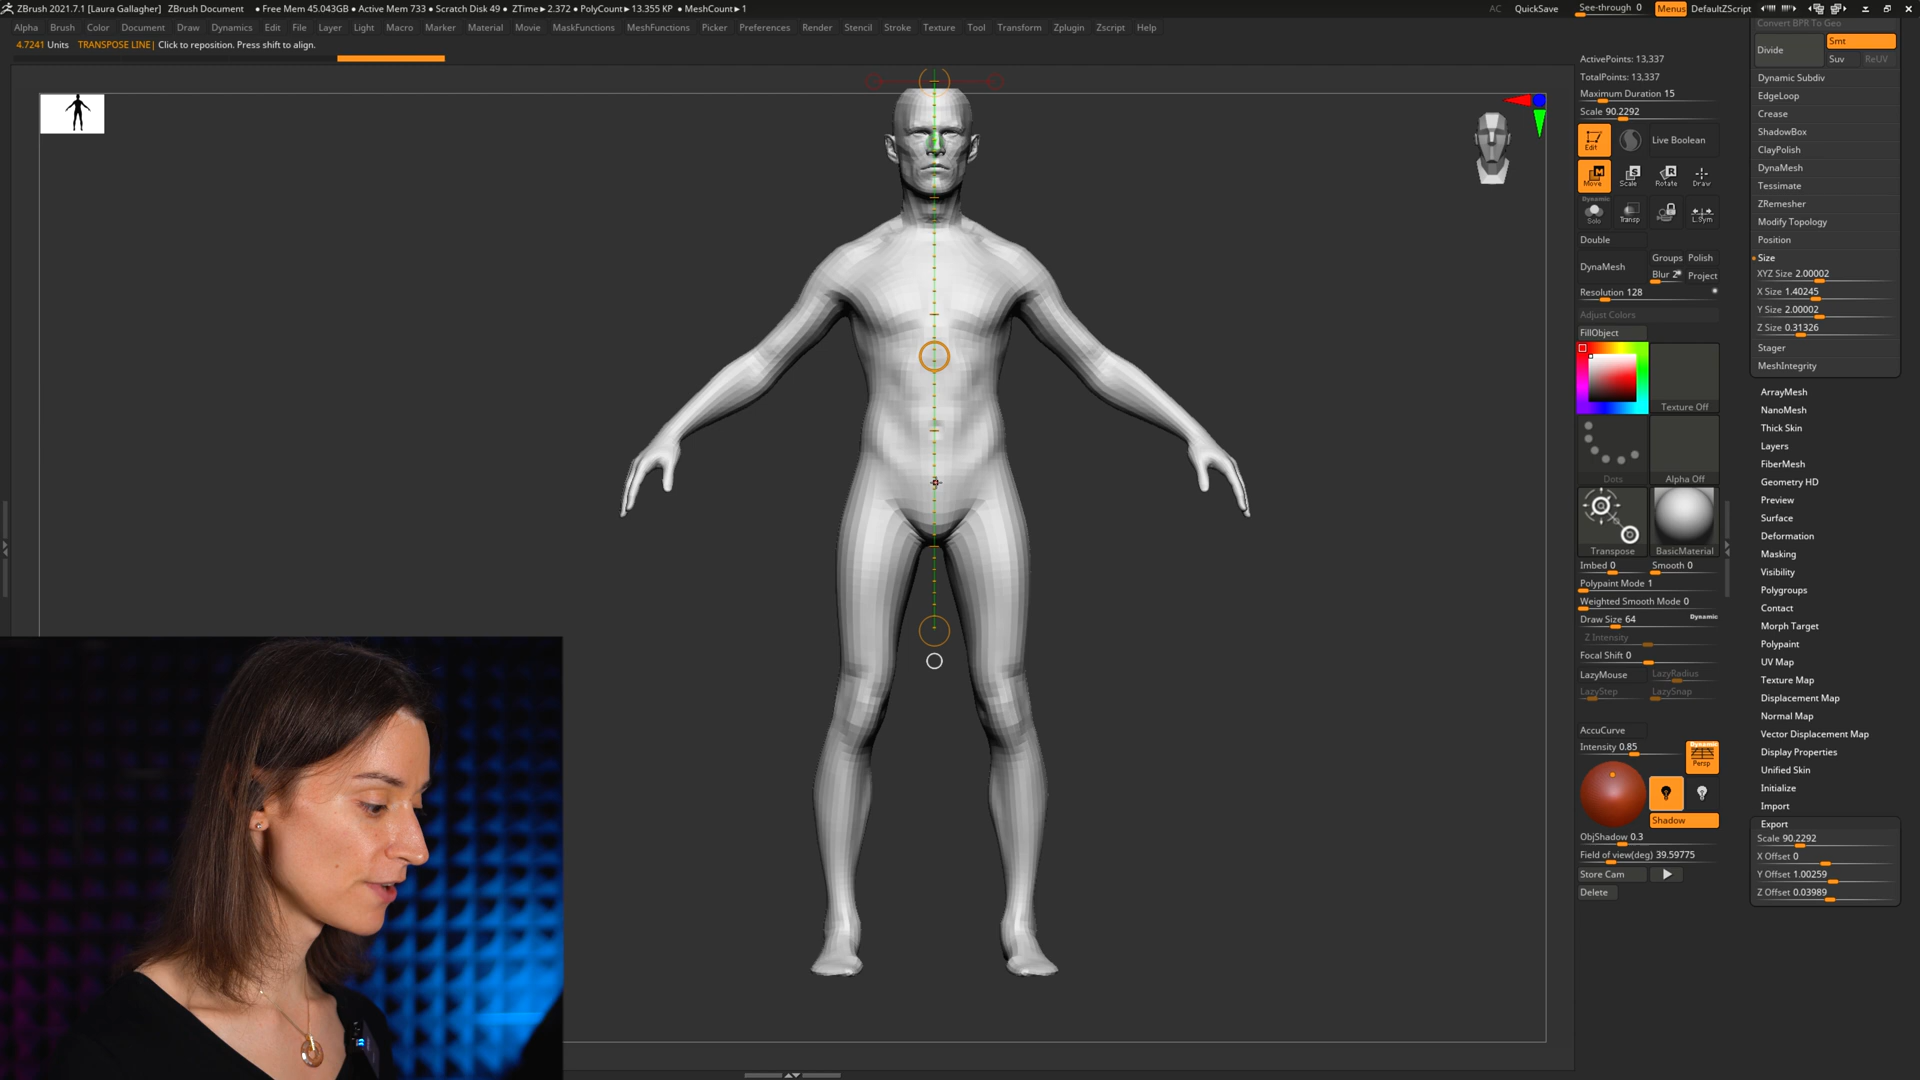 ZBrush 2021.7.1 [Laura Gallagher] ZBrush Document • Free Mem 45.043GB • Active Mem 733 • Scratch Disk 49 • ZTime▸2.372 • PolyCount▸13.355 KP • MeshCount▸1
AC QuickSave See-through 0 Menus DefaultZScript
Alpha Brush Color Document Draw Dynamics Edit File Layer Light Macro Marker Material Movie MaskFunctions MeshFunctions Picker Preferences Render Stencil Stroke Texture Tool Transform Zplugin Zscript Help
4.7241 Units TRANSPOSE LINE| Click to reposition. Press shift to align.
ActivePoints: 13,337
TotalPoints: 13,337
Maximum Duration 15
Scale 90.2292
Edit Live Boolean
Move Scale Rotate Draw
Dynamic
Solo Transp L.Sym
Double
Groups Polish
DynaMesh
Blur 2 Project
Resolution 128
Adjust Colors
FillObject
Texture Off
Dots Alpha Off
Transpose BasicMaterial
Imbed 0 Smooth 0
Polypaint Mode 1
Weighted Smooth Mode 0
Draw Size 64 Dynamic
Z Intensity
Focal Shift 0
LazyMouse LazyRadius
LazyStep LazySnap
AccuCurve
Intensity 0.85
Dynamic
Persp
Shadow
ObjShadow 0.3
Field of view(deg) 39.59775
Store Cam
Delete
Convert BPR To Geo
Divide
Smt
Suv ReUV
Dynamic Subdiv
EdgeLoop
Crease
ShadowBox
ClayPolish
DynaMesh
Tessimate
ZRemesher
Modify Topology
Position
Size
XYZ Size 2.00002
X Size 1.40245
Y Size 2.00002
Z Size 0.31326
Stager
MeshIntegrity
ArrayMesh
NanoMesh
Thick Skin
Layers
FiberMesh
Geometry HD
Preview
Surface
Deformation
Masking
Visibility
Polygroups
Contact
Morph Target
Polypaint
UV Map
Texture Map
Displacement Map
Normal Map
Vector Displacement Map
Display Properties
Unified Skin
Initialize
Import
Export
Scale 90.2292
X Offset 0
Y Offset 1.00259
Z Offset 0.03989